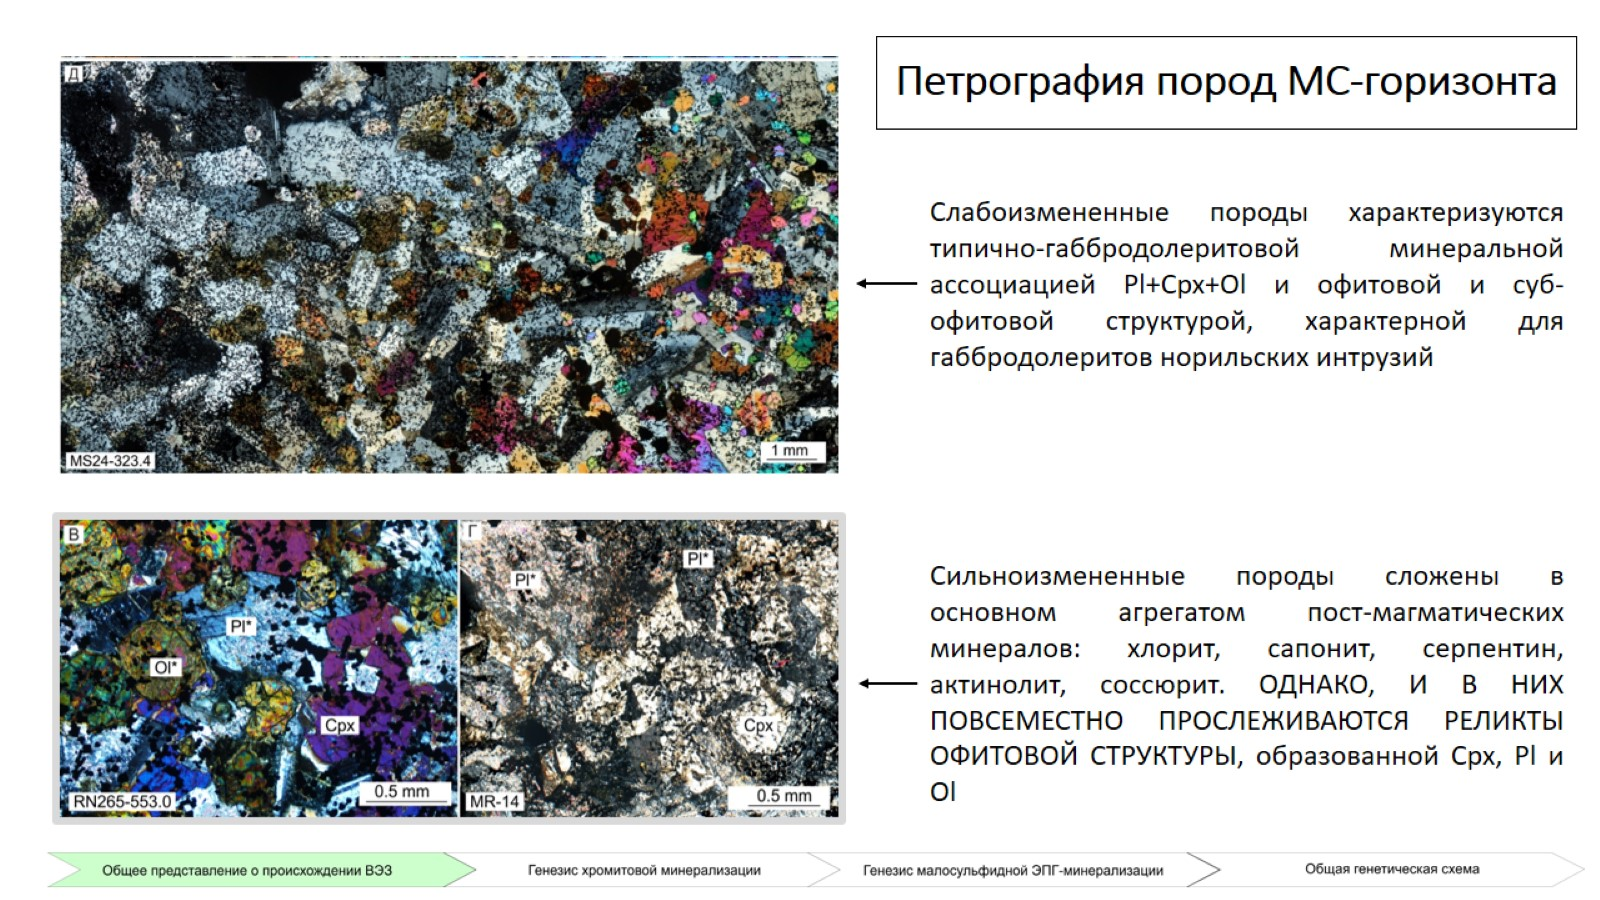 Петрография пород МС-горизонта
Д
MS24-323.4
1 mm
Слабоизмененные породы характеризуются
типично-габбродолеритовой минеральной
ассоциацией Pl+Cpx+Ol и офитовой и суб-
офитовой структурой, характерной для
габбродолеритов норильских интрузий
В
Pl*
Ol*
Cpx
RN265-553.0
0.5 mm
Г
Pl*
Pl*
Cpx
MR-14
0.5 mm
Сильноизмененные породы сложены в
основном агрегатом пост-магматических
минералов: хлорит, сапонит, серпентин,
актинолит, соссюрит. ОДНАКО, И В НИХ
ПОВСЕМЕСТНО ПРОСЛЕЖИВАЮТСЯ РЕЛИКТЫ
ОФИТОВОЙ СТРУКТУРЫ, образованной Cpx, Pl и
Ol
Общее представление о происхождении ВЭЗ
Генезис хромитовой минерализации
Генезис малосульфидной ЭПГ-минерализации
Общая генетическая схема